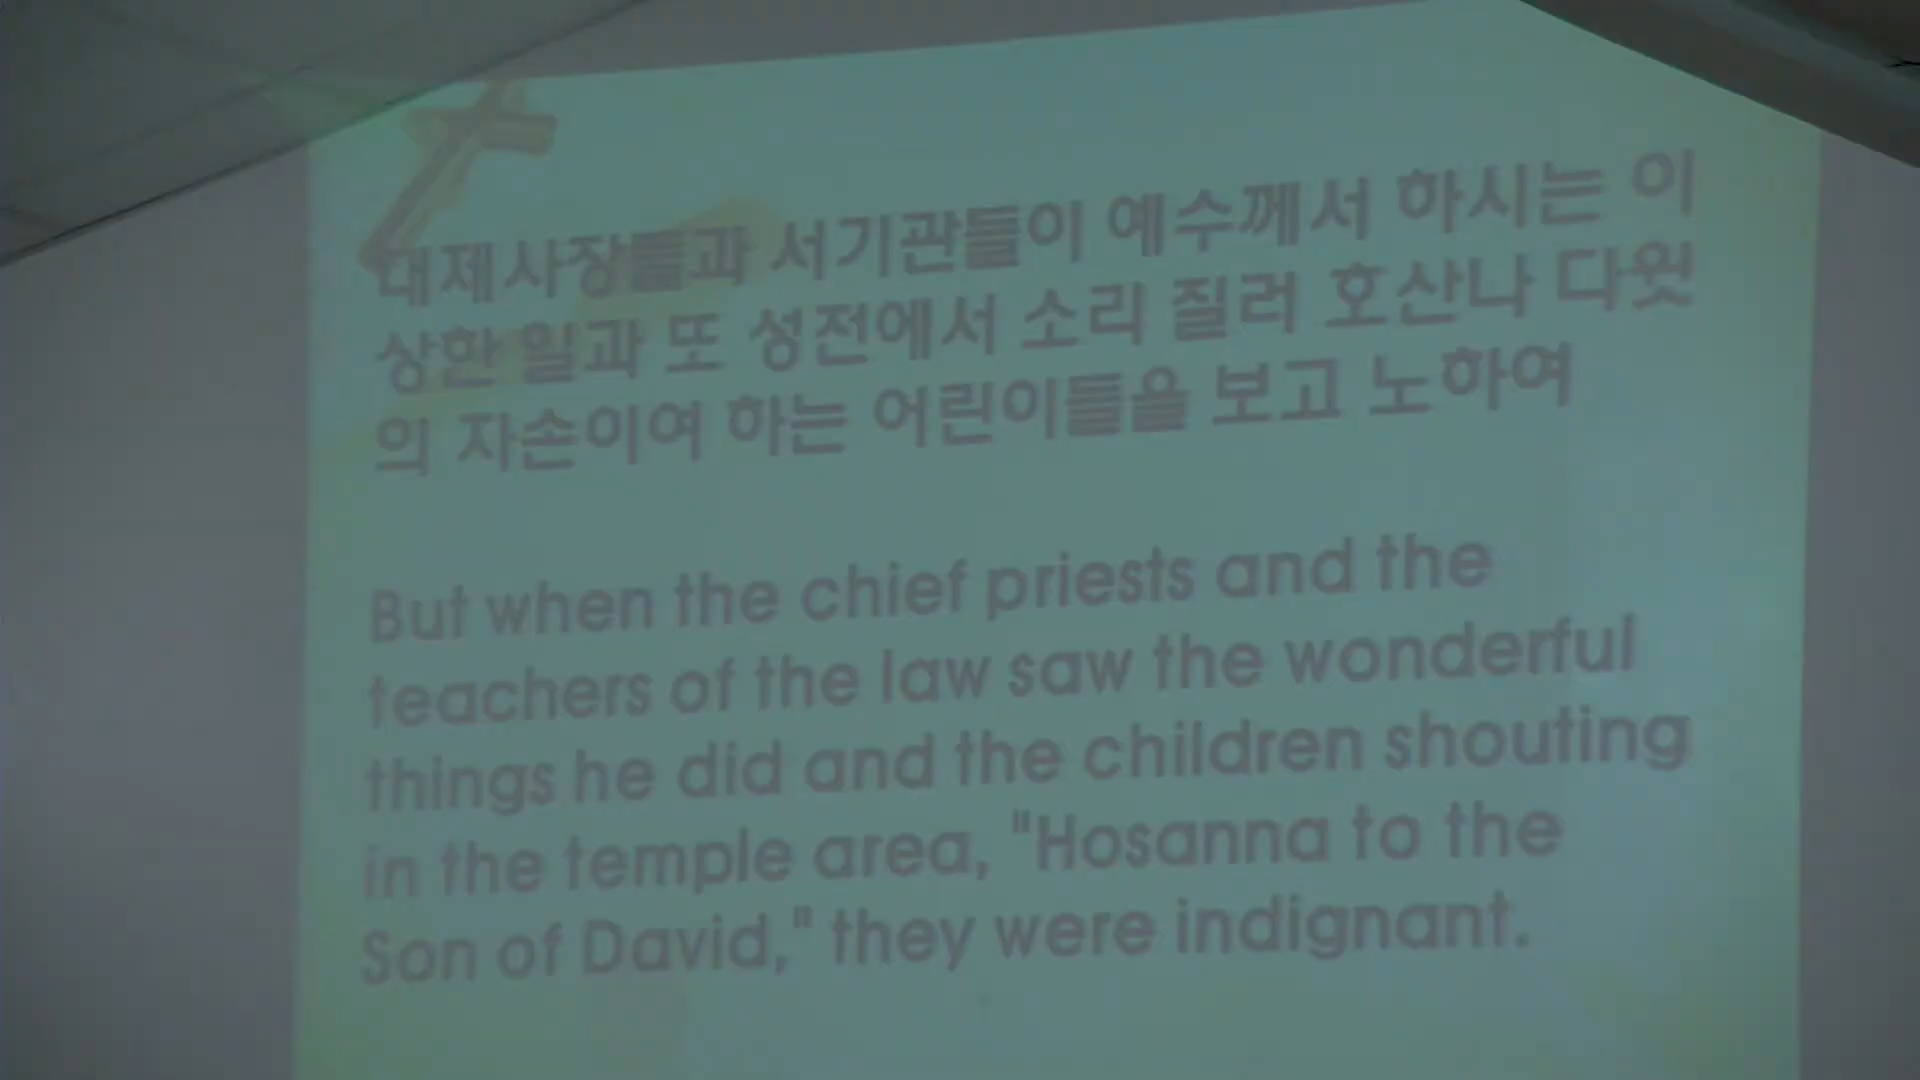 대제사장들과 서기관들이 예수께서 하시는 이
상한 일과 또 성전에서 소리 질러 호산나 다윗
의 자손이여 하는 어린이들을 보고 노하여
But when the chief priests and the
teachers of the law saw the wonderful
things he did and the children shouting
in the temple area, "Hosanna to the
Son of David," they were indignant.